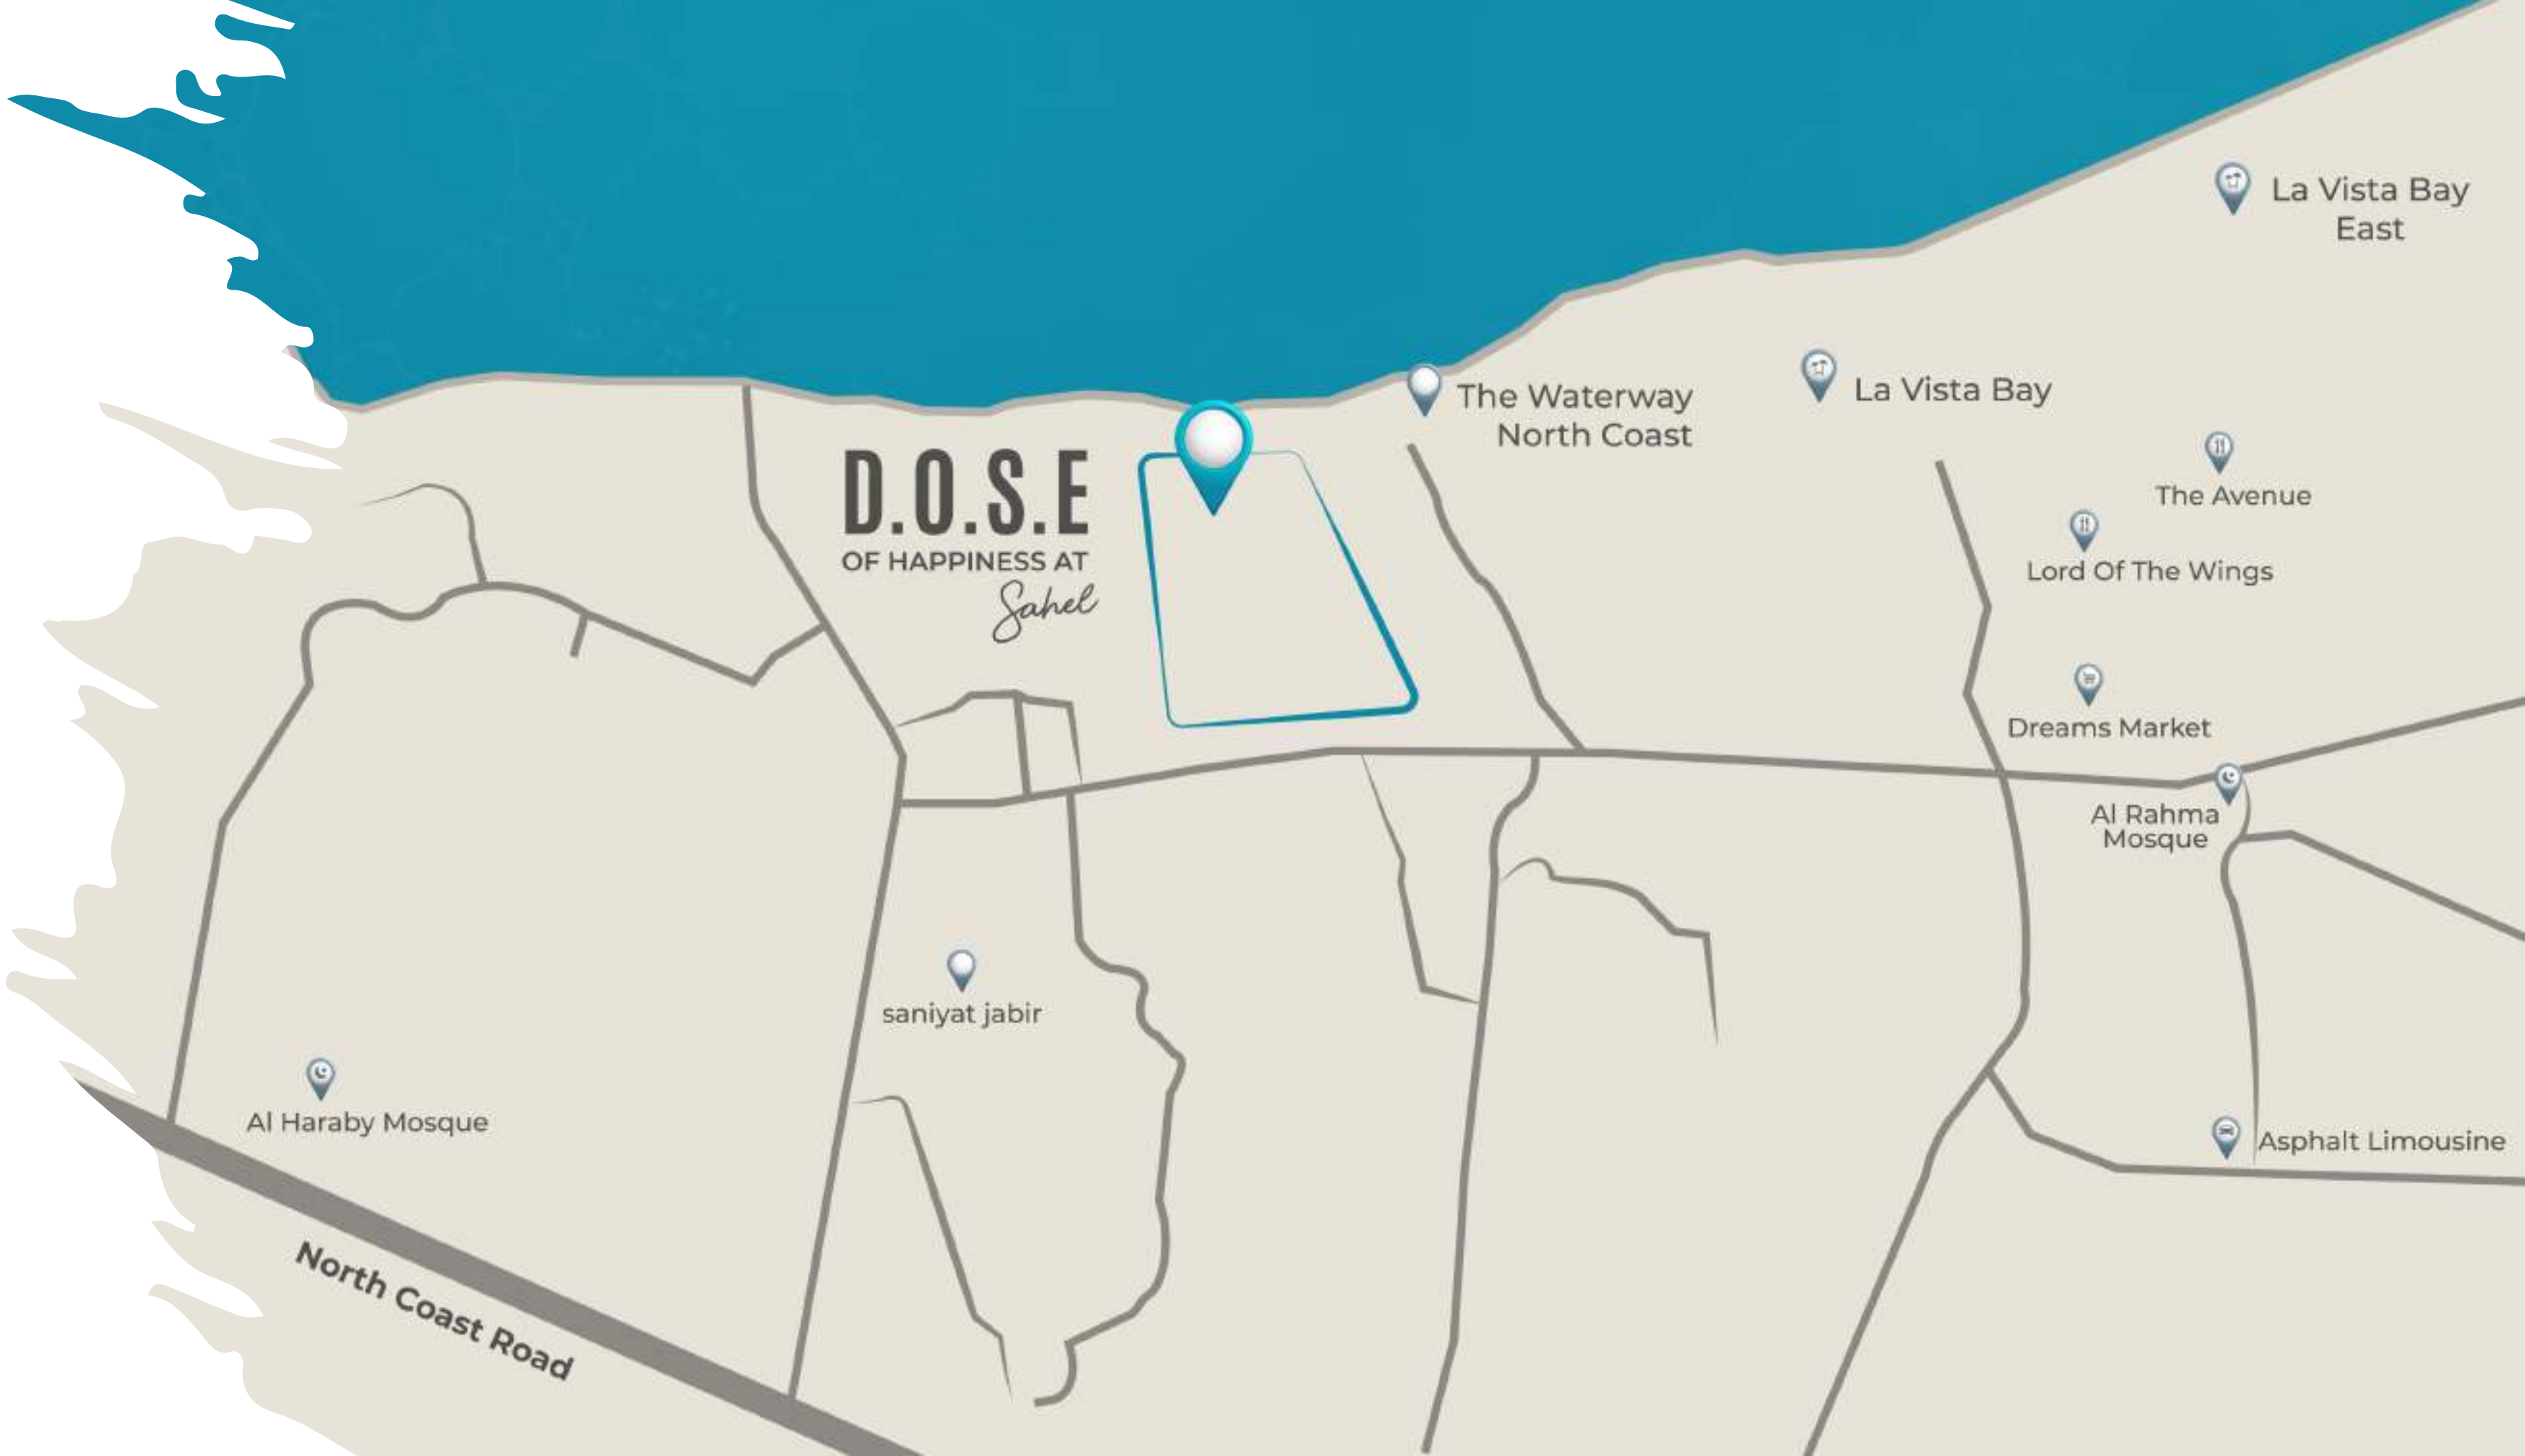 La Vista Bay
East
The Waterway
North Coast
La Vista Bay
D.O.S.E
OF HAPPINESS AT
Sahel
The Avenue
Lord Of The Wings
Dreams Market
Al Rahma
Mosque
saniyat jabir
Al Haraby Mosque
Asphalt Limousine
North Coast Road